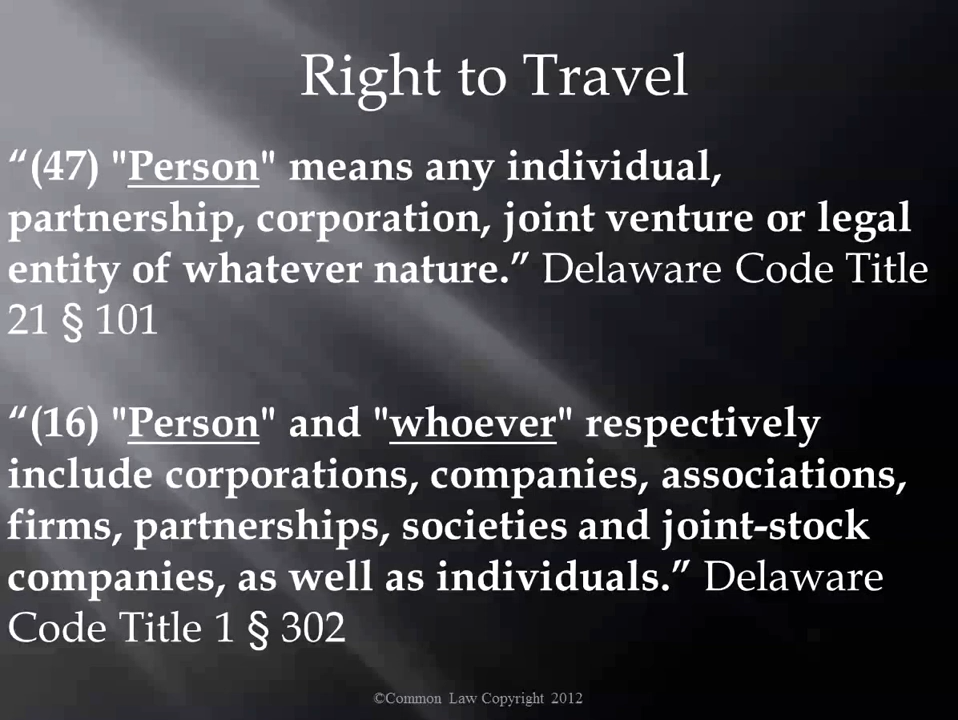 Right to Travel
“(47) "Person" means any individual,
partnership, corporation, joint venture or legal
entity of whatever nature.” Delaware Code Title
21 § 101
“(16) "Person" and "whoever" respectively
include corporations, companies, associations,
firms, partnerships, societies and joint-stock
companies, as well as individuals.” Delaware
Code Title 1 § 302
©Common Law Copyright 2012